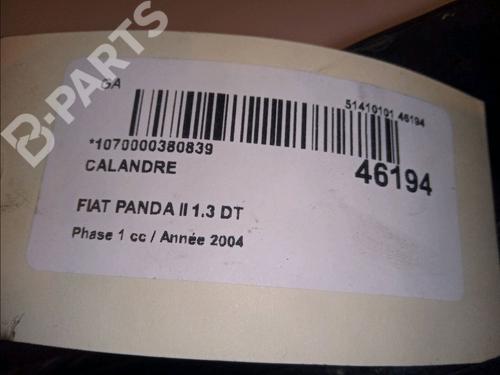 B-PARTS
GA
51410101 46194
*1070000380839
CALANDRE
46194
FIAT PANDA II 1.3 DT
Phase 1 cc / Année 2004